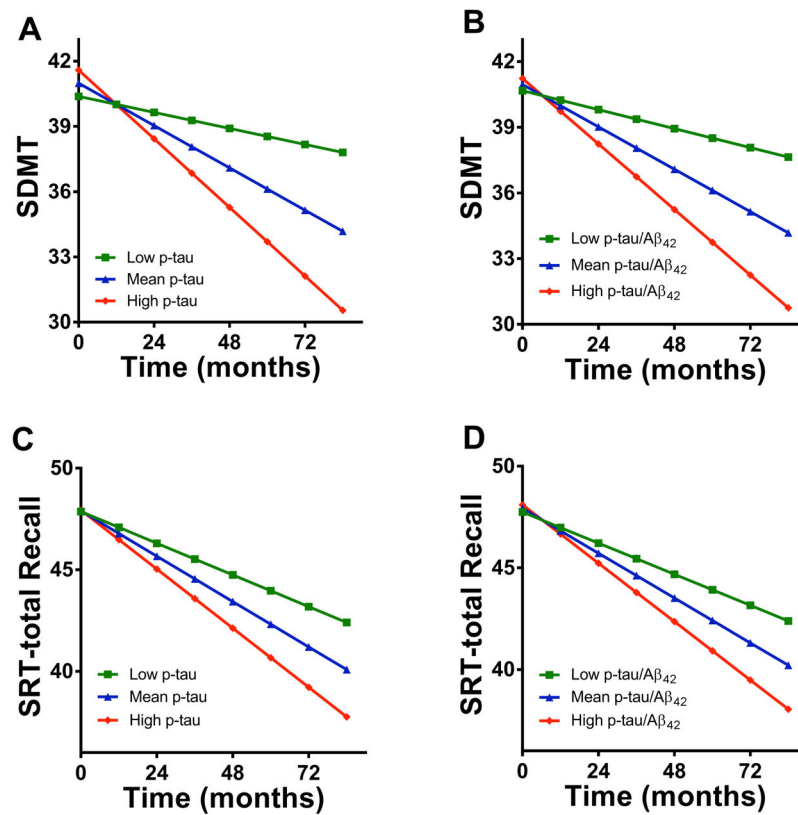 A
SDMT
42
39
36
33
30
Low p-tau
Mean p-tau
High p-tau
0 24 48 72
Time (months)
B
SDMT
42
39
36
33
30
Low p-tau/Aβ₄₂
Mean p-tau/Aβ₄₂
High p-tau/Aβ₄₂
0 24 48 72
Time (months)
C
SRT-total Recall
50
45
40
Low p-tau
Mean p-tau
High p-tau
0 24 48 72
Time (months)
D
SRT-total Recall
50
45
40
Low p-tau/Aβ₄₂
Mean p-tau/Aβ₄₂
High p-tau/Aβ₄₂
0 24 48 72
Time (months)